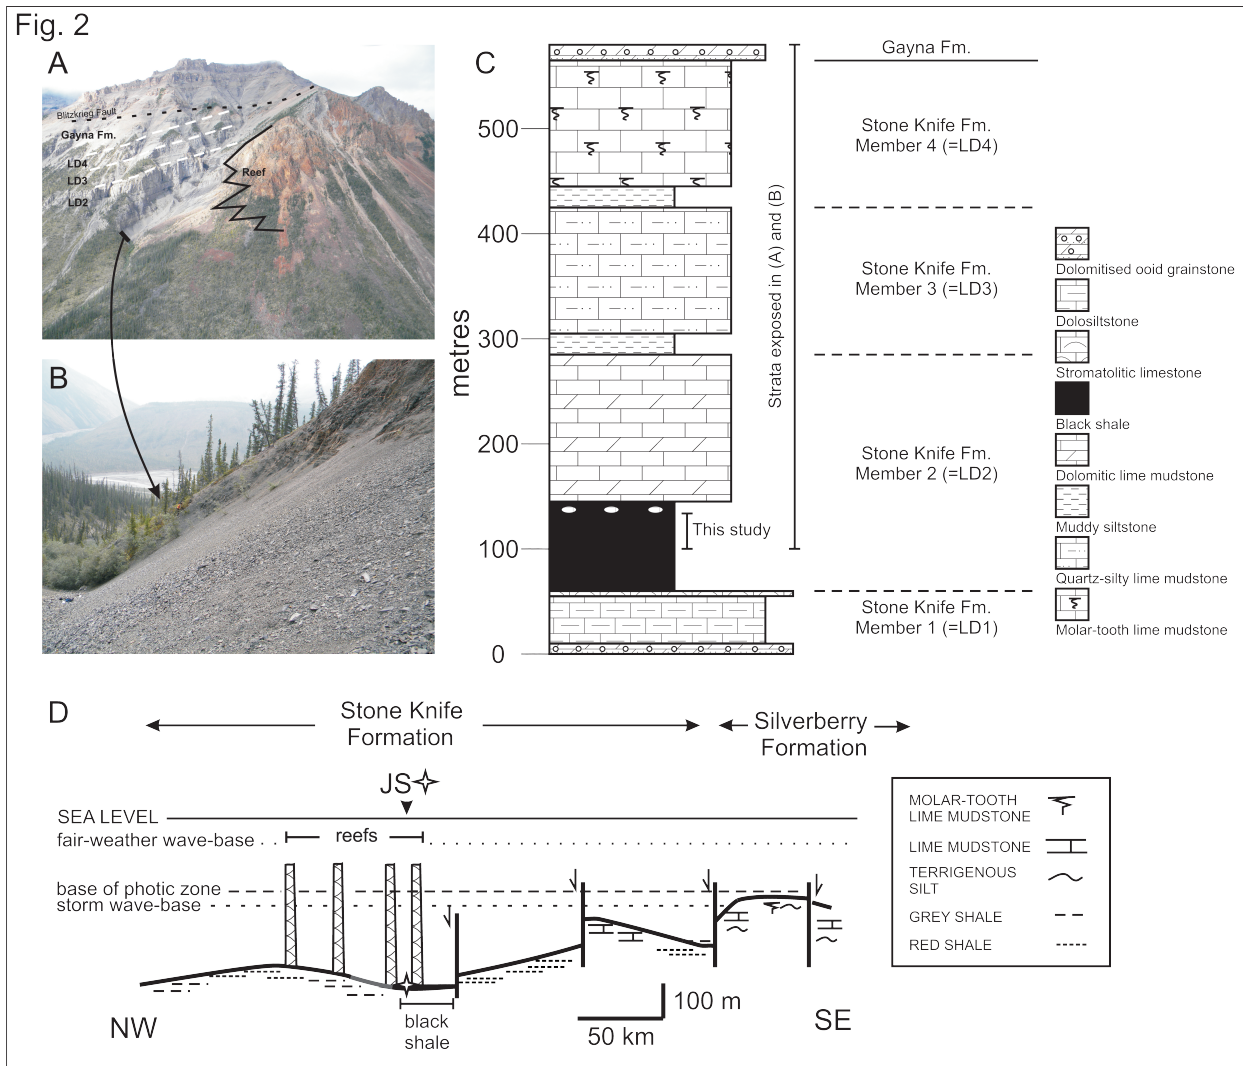 Fig. 2
A
Blitzkrieg Fault
Gayna Fm.
LD4
LD3
LD2
Reef
B
C
metres
500
400
300
200
100
0
This study
Strata exposed in (A) and (B)
Gayna Fm.
Stone Knife Fm.
Member 4 (=LD4)
Stone Knife Fm.
Member 3 (=LD3)
Stone Knife Fm.
Member 2 (=LD2)
Stone Knife Fm.
Member 1 (=LD1)
Dolomitised ooid grainstone
Dolosiltstone
Stromatolitic limestone
Black shale
Dolomitic lime mudstone
Muddy siltstone
Quartz-silty lime mudstone
Molar-tooth lime mudstone
D
Stone Knife
Formation
Silverberry
Formation
JS
SEA LEVEL
fair-weather wave-base
reefs
base of photic zone
storm wave-base
NW
black
shale
50 km
100 m
SE
MOLAR-TOOTH
LIME MUDSTONE
LIME MUDSTONE
TERRIGENOUS
SILT
GREY SHALE
RED SHALE